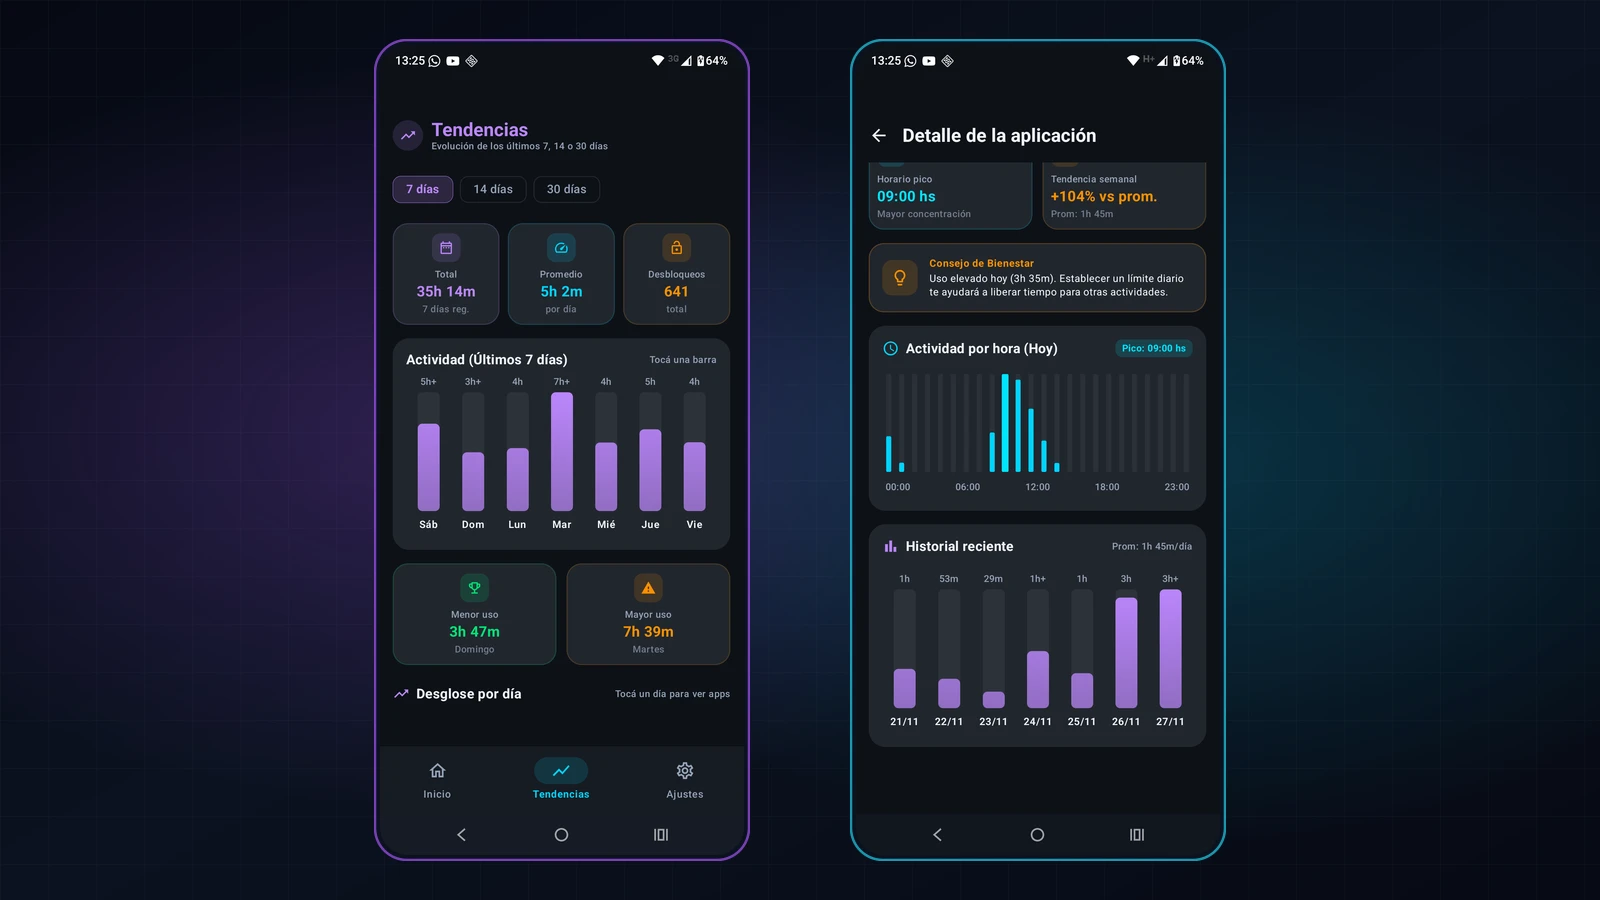 13:25
3G
64%
Tendencias
Evolución de los últimos 7, 14 o 30 días
7 días
14 días
30 días
Total
35h 14m
7 días reg.
Promedio
5h 2m
por día
Desbloqueos
641
total
Actividad (Últimos 7 días)
Tocá una barra
5h+ 3h+ 4h 7h+ 4h 5h 4h
Sáb Dom Lun Mar Mié Jue Vie
Menor uso
3h 47m
Domingo
Mayor uso
7h 39m
Martes
Desglose por día
Tocá un día para ver apps
Inicio
Tendencias
Ajustes
13:25
H+
64%
Detalle de la aplicación
Horario pico
09:00 hs
Mayor concentración
Tendencia semanal
+104% vs prom.
Prom: 1h 45m
Consejo de Bienestar
Uso elevado hoy (3h 35m). Establecer un límite diario
te ayudará a liberar tiempo para otras actividades.
Actividad por hora (Hoy)
Pico: 09:00 hs
00:00 06:00 12:00 18:00 23:00
Historial reciente
Prom: 1h 45m/día
1h 53m 29m 1h+ 1h 3h 3h+
21/11 22/11 23/11 24/11 25/11 26/11 27/11